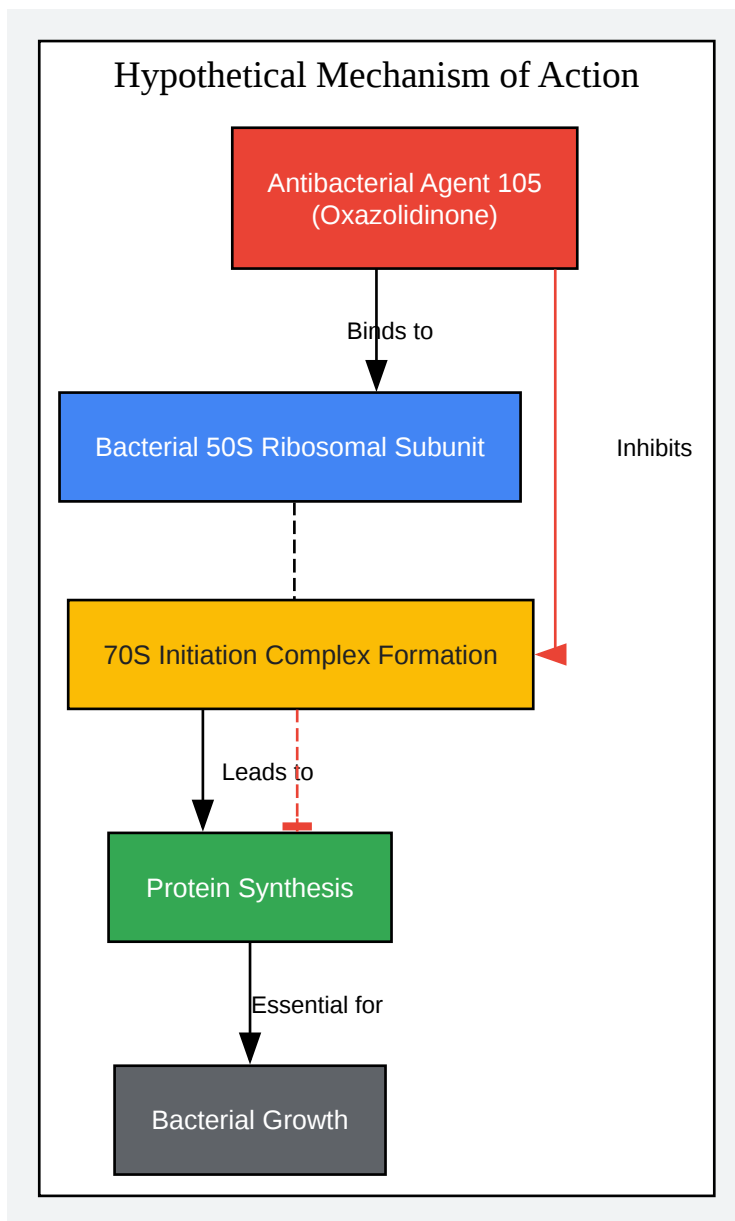 Hypothetical Mechanism of Action
Antibacterial Agent 105
(Oxazolidinone)
Binds to
Bacterial 50S Ribosomal Subunit
Inhibits
70S Initiation Complex Formation
Leads to
Protein Synthesis
Essential for
Bacterial Growth